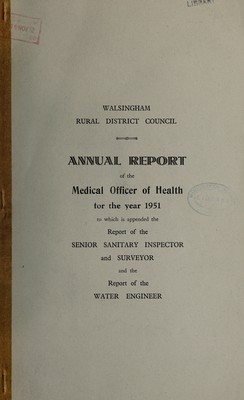 LIBRARY
WALSINGHAM
RURAL DISTRICT COUNCIL
ANNUAL REPORT
of the
Medical Officer of Health
for the year 1951
to which is appended the
Report of the
SENIOR SANITARY INSPECTOR
and SURVEYOR
and the
Report of the
WATER ENGINEER